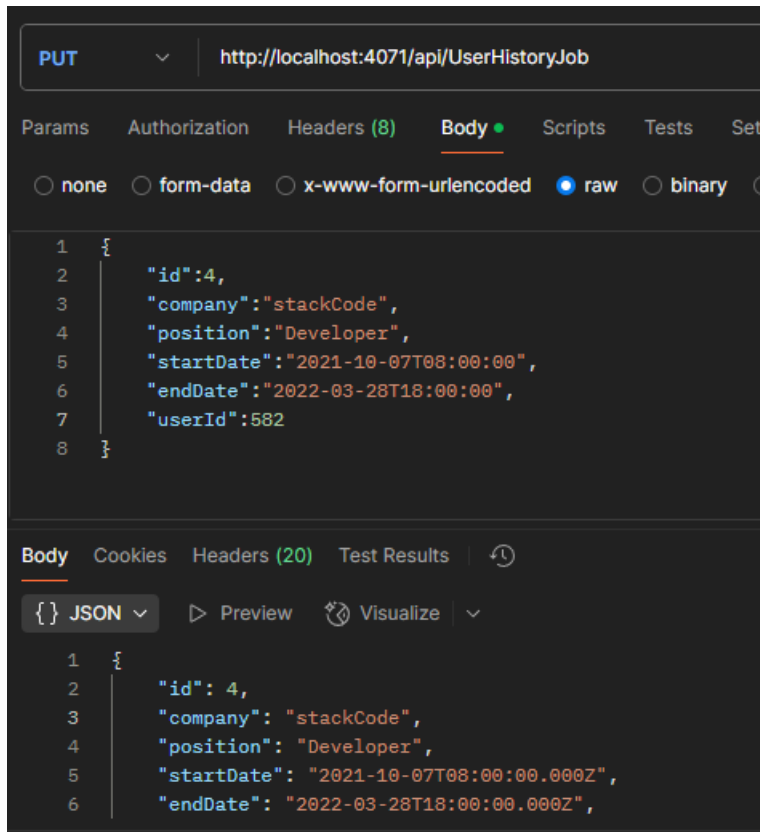 PUT http://localhost:4071/api/UserHistoryJob
Params Authorization Headers (8) Body Scripts Tests Set
none form-data x-www-form-urlencoded raw binary
1 {
2 "id":4,
3 "company":"stackCode",
4 "position":"Developer",
5 "startDate":"2021-10-07T08:00:00",
6 "endDate":"2022-03-28T18:00:00",
7 "userId":582
8 }
Body Cookies Headers (20) Test Results
{} JSON Preview Visualize
1 {
2 "id": 4,
3 "company": "stackCode",
4 "position": "Developer",
5 "startDate": "2021-10-07T08:00:00.000Z",
6 "endDate": "2022-03-28T18:00:00.000Z",